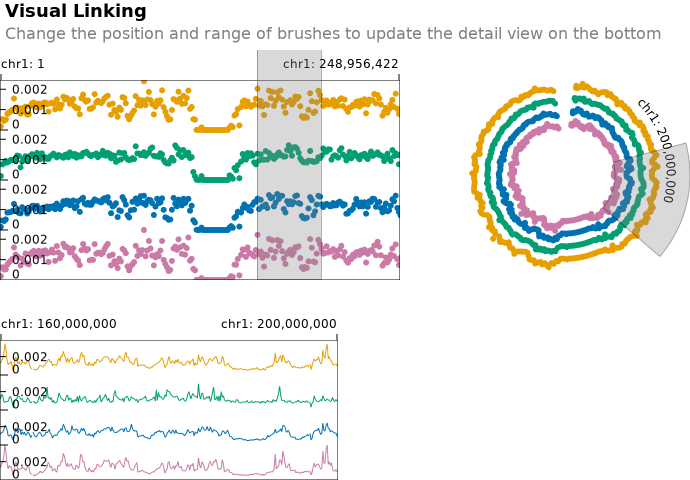 Visual Linking
Change the position and range of brushes to update the detail view on the bottom
chr1: 1
chr1: 248,956,422
0.002
0.001
0
0.002
0.001
0
0.002
0.001
0
0.002
0.001
0
chr1: 200,000,000
chr1: 160,000,000
chr1: 200,000,000
0.002
0
0.002
0
0.002
0
0.002
0